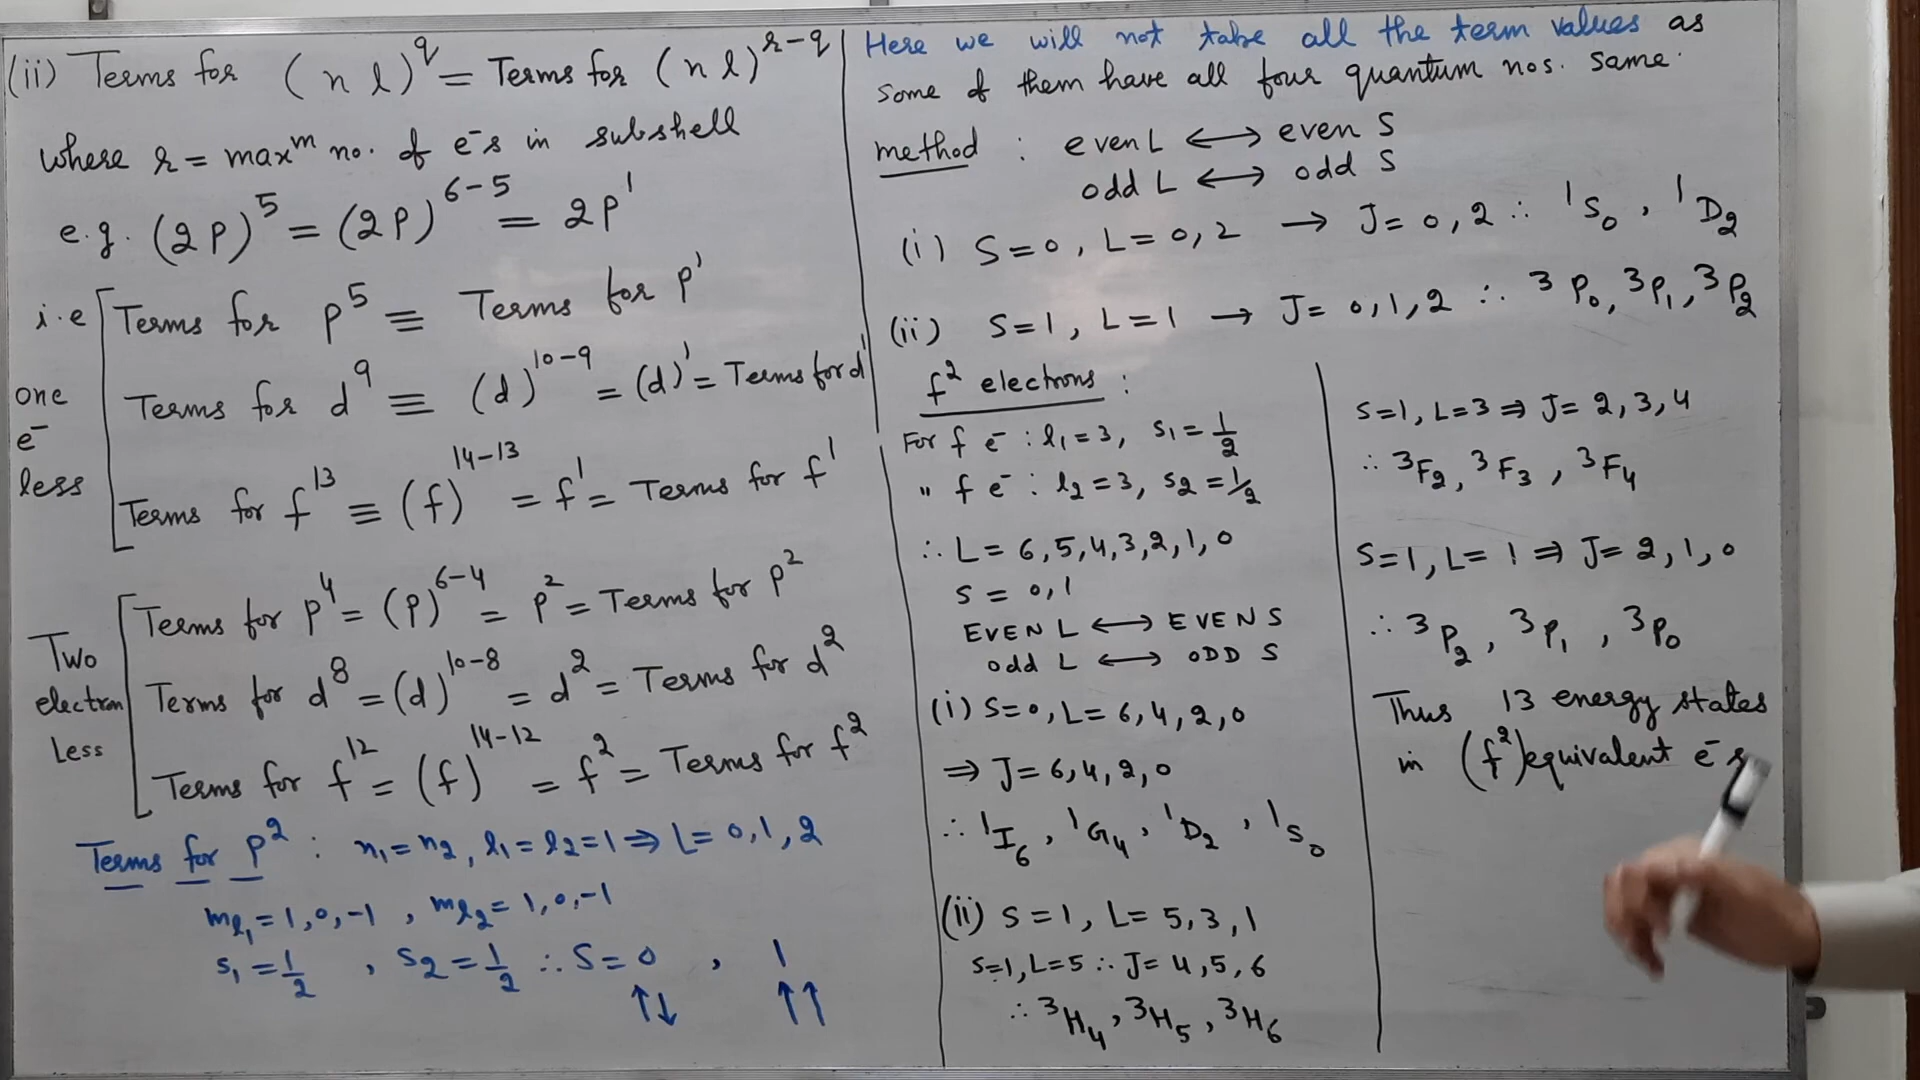 (ii) Terms for (n l)^q = Terms for (n l)^r-q
where r = max^m no. of e⁻s in subshell
e.g. (2P)^5 = (2P)^6-5 = 2P^1
i.e
one
e⁻
less
Terms for P^5 ≡ Terms for P^1
Terms for d^9 ≡ (d)^10-9 = (d)^1 = Terms for d^1
Terms for f^13 ≡ (f)^14-13 = f^1 = Terms for f^1
Two
electron
Less
Terms for P^4 = (P)^6-4 = P^2 = Terms for P^2
Terms for d^8 = (d)^10-8 = d^2 = Terms for d^2
Terms for f^12 = (f)^14-12 = f^2 = Terms for f^2
Terms for P^2 : n₁ = n₂, l₁ = l₂ = 1 ⇒ L = 0, 1, 2
m_l₁ = 1, 0, -1 , m_l₂ = 1, 0, -1
s₁ = 1/2 , s₂ = 1/2 ∴ S = 0 , 1
↑↓ ↑↑
Here we will not take all the term values as
some of them have all four quantum nos. same.
method : even L ⟷ even S
odd L ⟷ odd S
(i) S = 0, L = 0, 2 → J = 0, 2 ∴ ¹S₀, ¹D₂
(ii) S = 1, L = 1 → J = 0, 1, 2 ∴ ³P₀, ³P₁, ³P₂
f² electrons :
For f e⁻ : l₁ = 3, s₁ = 1/2
" f e⁻ : l₂ = 3, s₂ = 1/2
∴ L = 6, 5, 4, 3, 2, 1, 0
S = 0, 1
EVEN L ⟷ EVEN S
odd L ⟷ ODD S
(i) S = 0, L = 6, 4, 2, 0
⇒ J = 6, 4, 2, 0
∴ ¹I₆, ¹G₄, ¹D₂, ¹S₀
(ii) S = 1, L = 5, 3, 1
S=1, L=5 ∴ J = 4, 5, 6
∴ ³H₄, ³H₅, ³H₆
S=1, L=3 ⇒ J = 2, 3, 4
∴ ³F₂, ³F₃, ³F₄
S=1, L=1 ⇒ J = 2, 1, 0
∴ ³P₂, ³P₁, ³P₀
Thus 13 energy states
in (f²) equivalent e⁻s